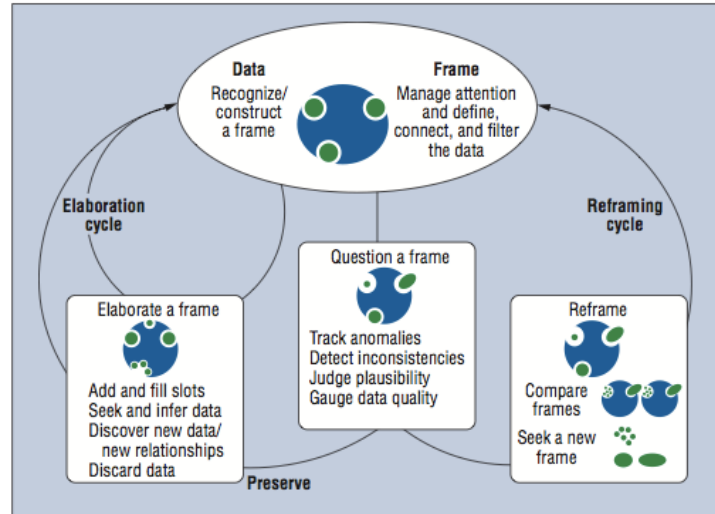 Data
Recognize/
construct
a frame
Frame
Manage attention
and define,
connect, and filter
the data
Elaboration
cycle
Reframing
cycle
Elaborate a frame
Add and fill slots
Seek and infer data
Discover new data/
new relationships
Discard data
Question a frame
Track anomalies
Detect inconsistencies
Judge plausibility
Gauge data quality
Reframe
Compare
frames
Seek a new
frame
Preserve